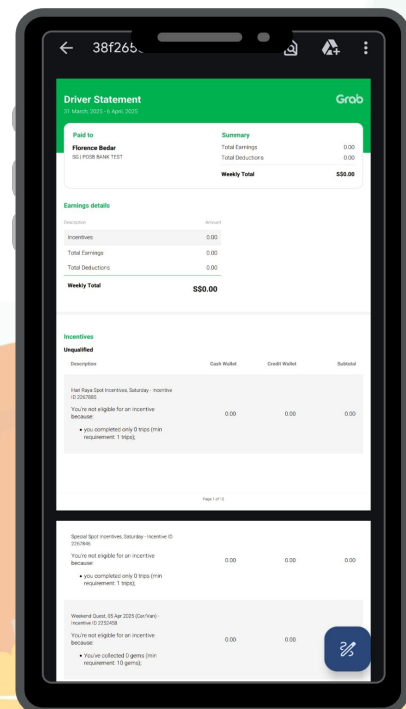 38f265
Driver Statement
Grab
31 March, 2025 - 6 April, 2025
Paid to
Florence Bedar
SG | POSB BANK TEST
Summary
Total Earnings 0.00
Total Deductions 0.00
Weekly Total S$0.00
Earnings details
Description Amount
Incentives 0.00
Total Earnings 0.00
Total Deductions 0.00
Weekly Total S$0.00
Incentives
Unqualified
Description Cash Wallet Credit Wallet Subtotal
Hari Raya Spot Incentives, Saturday - Incentive
ID 2267880
You're not eligible for an incentive
because:
0.00 0.00 0.00
• you completed only 0 trips (min
requirement: 1 trips);
Page 1 of 12
Special Spot Incentives, Saturday - Incentive ID
2267846
You're not eligible for an incentive
because:
0.00 0.00 0.00
• you completed only 0 trips (min
requirement: 1 trips);
Weekend Quest, 05 Apr 2025 (Car/Van) -
Incentive ID 2252458
You're not eligible for an incentive
because:
0.00 0.00
• You've collected 0 gems (min
requirement: 10 gems);